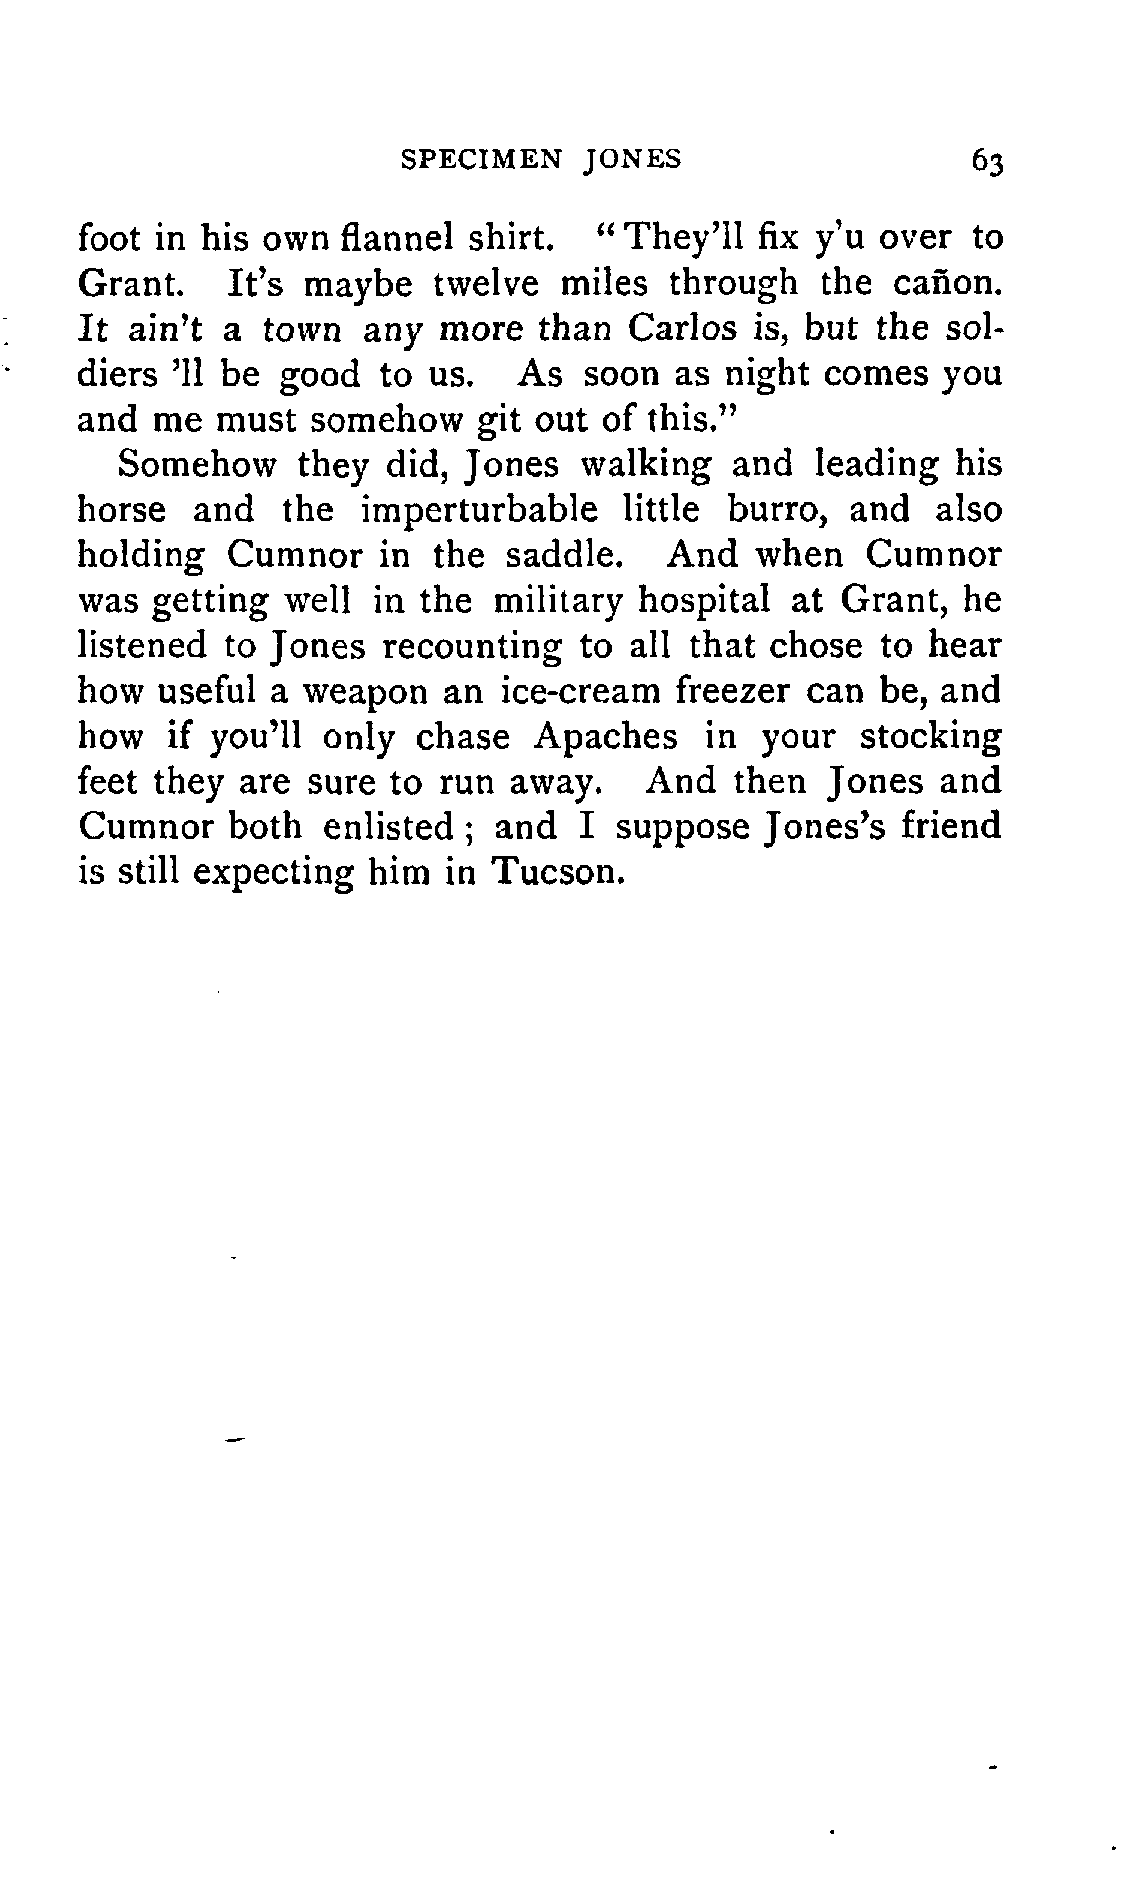 SPECIMEN JONES 63
foot in his own flannel shirt. “They’ll fix y’u over to
Grant. It’s maybe twelve miles through the cañon.
It ain’t a town any more than Carlos is, but the sol-
diers ’ll be good to us. As soon as night comes you
and me must somehow git out of this.”
Somehow they did, Jones walking and leading his
horse and the imperturbable little burro, and also
holding Cumnor in the saddle. And when Cumnor
was getting well in the military hospital at Grant, he
listened to Jones recounting to all that chose to hear
how useful a weapon an ice-cream freezer can be, and
how if you’ll only chase Apaches in your stocking
feet they are sure to run away. And then Jones and
Cumnor both enlisted; and I suppose Jones’s friend
is still expecting him in Tucson.